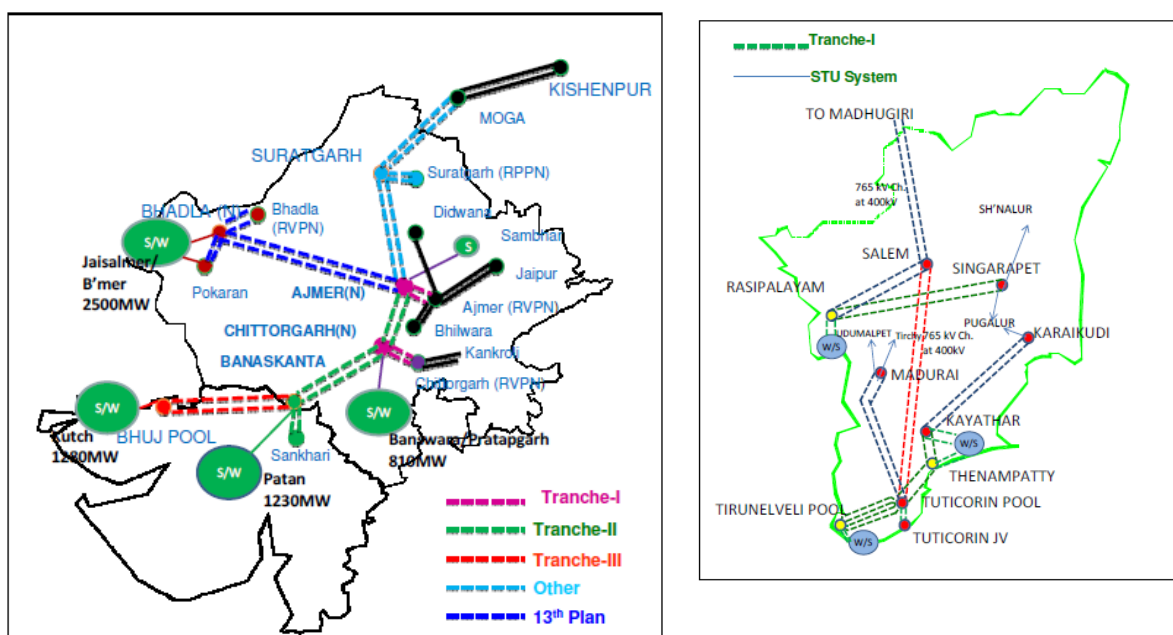 KISHENPUR
MOGA
SURATGARH
Suratgarh (RPPN)
Didwana
BHADLA (N)
Bhadla
(RVPN)
S/W
Sambhar
S
Jaisalmer/
B'mer
2500MW
Pokaran
Jaipur
AJMER(N)
Ajmer (RVPN)
Bhilwara
CHITTORGARH(N)
BANASKANTA
Kankroli
Chittorgarh (RVPN)
S/W
Kutch
1280MW
BHUJ POOL
S/W
Banswara/Pratapgarh
810MW
Sankhari
S/W
Patan
1230MW
Tranche-I
Tranche-II
Tranche-III
Other
13th Plan
Tranche-I
STU System
TO MADHUGIRI
765 kV Ch.
at 400kV
SH'NALUR
SALEM
SINGARAPET
RASIPALAYAM
PUGALUR
KARAIKUDI
W/S
UDUMALPET
Tirchy
765 kV Ch.
at 400kV
MADURAI
KAYATHAR
W/S
THENAMPATTY
TIRUNELVELI POOL
TUTICORIN POOL
W/S
TUTICORIN JV